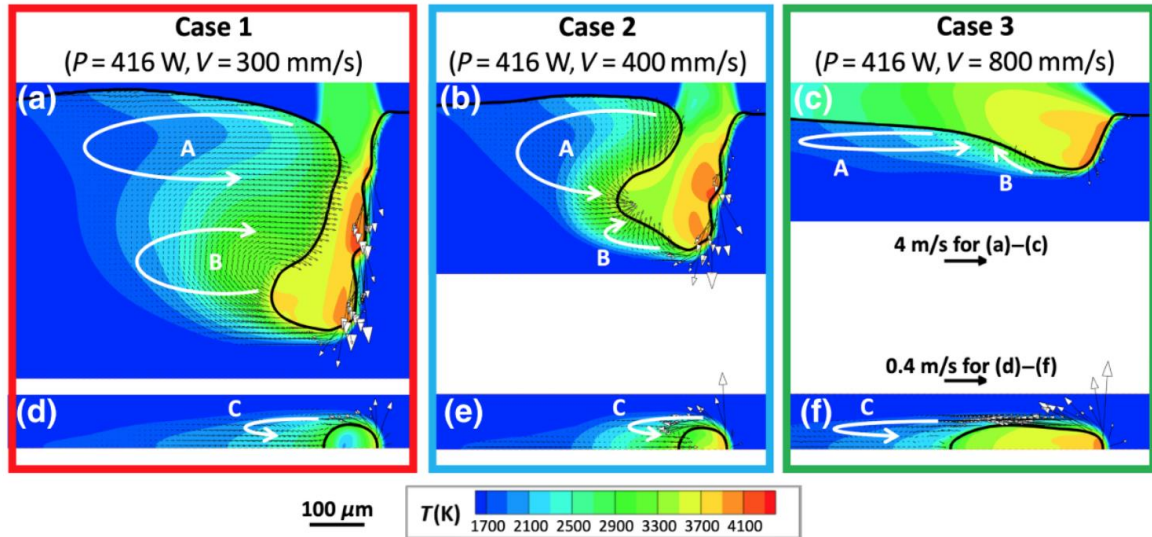 Case 1
(P = 416 W, V = 300 mm/s)
Case 2
(P = 416 W, V = 400 mm/s)
Case 3
(P = 416 W, V = 800 mm/s)
(a)
A
B
(b)
A
B
(c)
A
B
4 m/s for (a)–(c)
0.4 m/s for (d)–(f)
(d)
C
(e)
C
(f)
C
100 μm
T(K)
1700 2100 2500 2900 3300 3700 4100